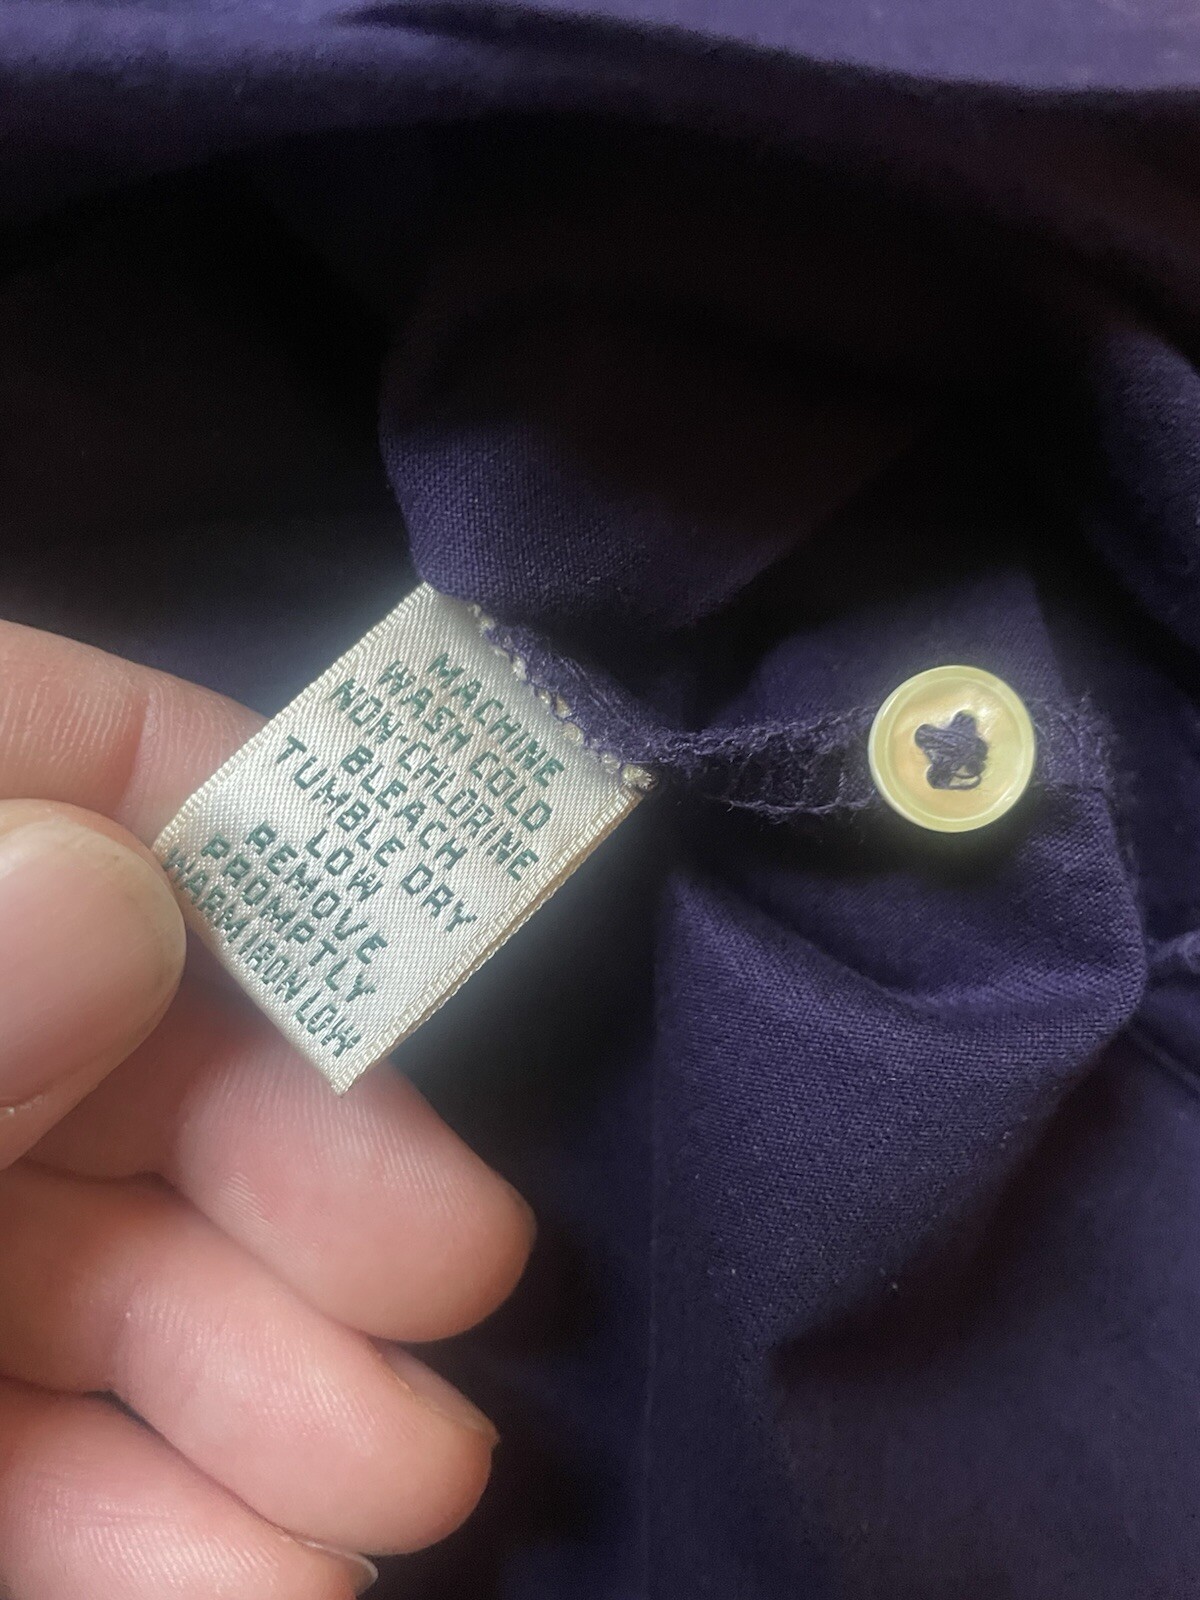 MACHINE
WASH COLD
NON-CHLORINE
BLEACH
TUMBLE DRY
LOW
REMOVE
PROMPTLY
WARM IRON LOW